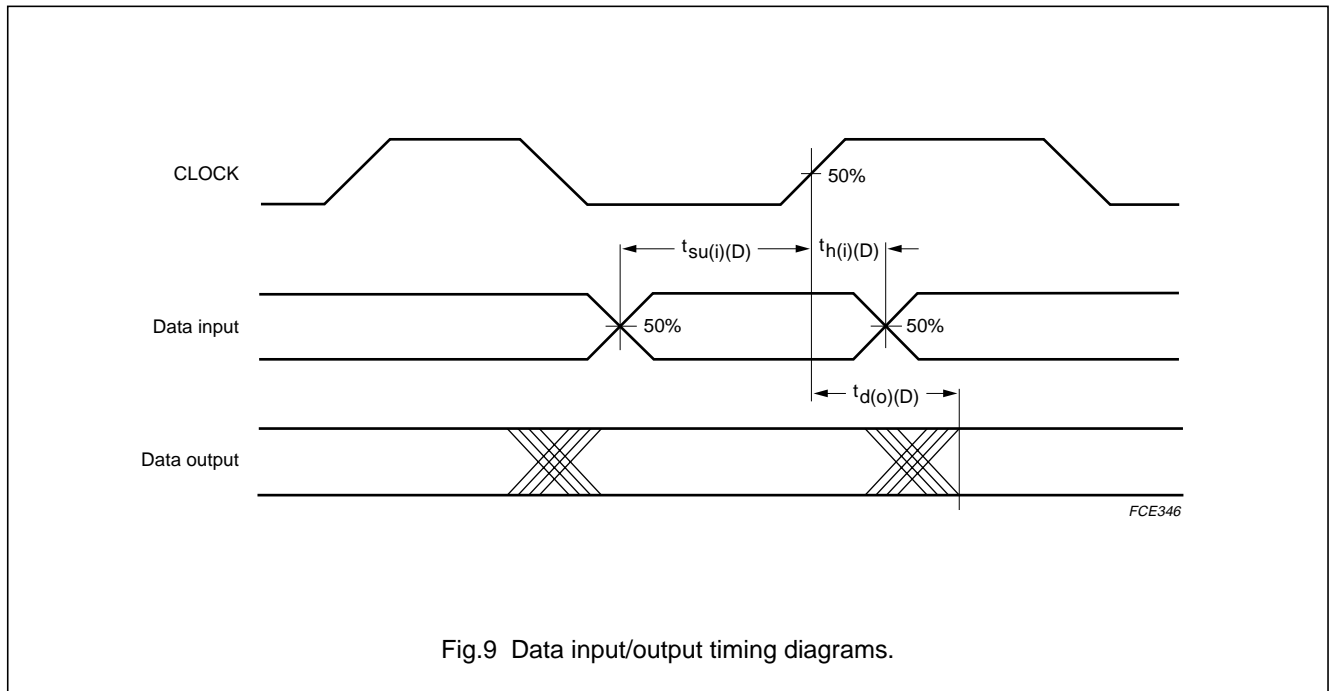 CLOCK
50%
tsu(i)(D) th(i)(D)
Data input
50% 50%
td(o)(D)
Data output
FCE346
Fig.9 Data input/output timing diagrams.